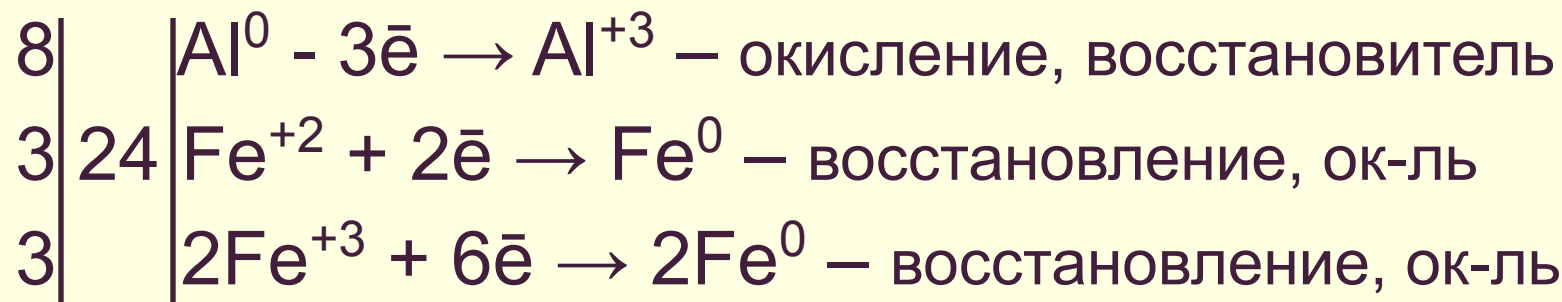 8| |Al⁰ - 3ē → Al⁺³ – окисление, восстановитель
3| 24 |Fe⁺² + 2ē → Fe⁰ – восстановление, ок-ль
3| |2Fe⁺³ + 6ē → 2Fe⁰ – восстановление, ок-ль